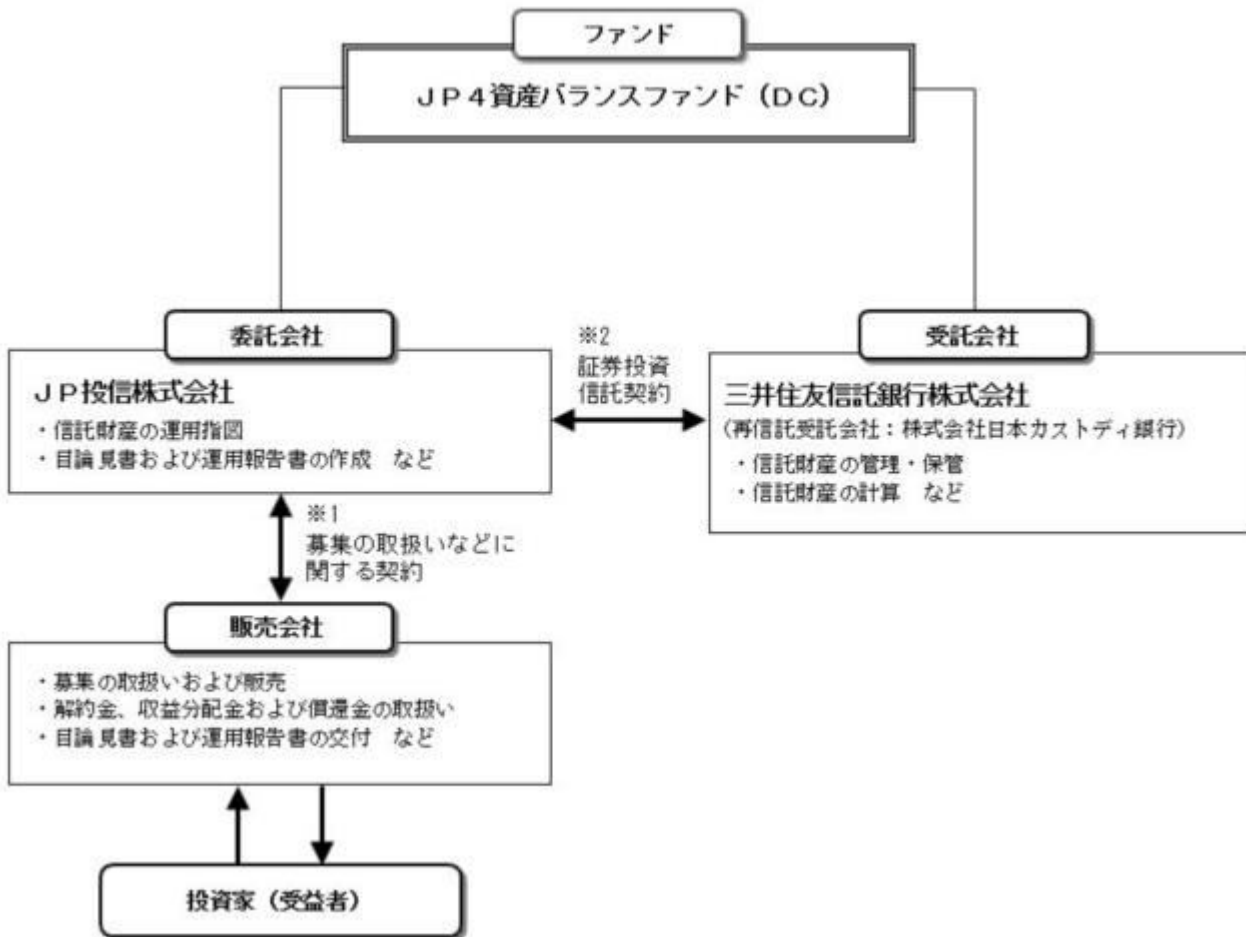 ファンド
JP4資産バランスファンド(DC)
委託会社
JP投信株式会社
・信託財産の運用指図
・目論見書および運用報告書の作成 など
※2
証券投資
信託契約
受託会社
三井住友信託銀行株式会社
(再信託受託会社:株式会社日本カストディ銀行)
・信託財産の管理・保管
・信託財産の計算 など
※1
募集の取扱いなどに
関する契約
販売会社
・募集の取扱いおよび販売
・解約金、収益分配金および償還金の取扱い
・目論見書および運用報告書の交付 など
投資家(受益者)